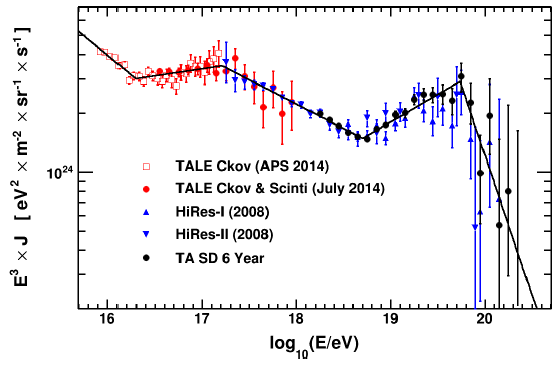 E³ × J [ eV² × m⁻² × sr⁻¹ × s⁻¹]
10²⁴
TALE Ckov (APS 2014)
TALE Ckov & Scinti (July 2014)
HiRes-I (2008)
HiRes-II (2008)
TA SD 6 Year
16 17 18 19 20
log₁₀(E/eV)